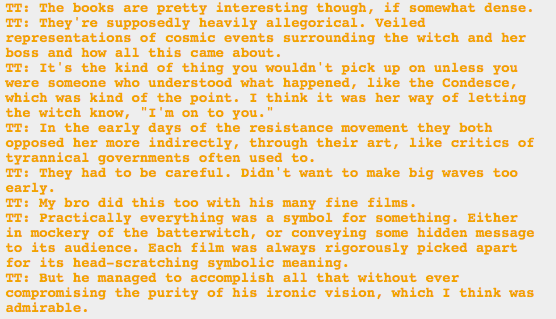 TT: The books are pretty interesting though, if somewhat dense.
TT: They're supposedly heavily allegorical. Veiled
representations of cosmic events surrounding the witch and her
boss and how all this came about.
TT: It's the kind of thing you wouldn't pick up on unless you
were someone who understood what happened, like the Condesce,
which was kind of the point. I think it was her way of letting
the witch know, "I'm on to you."
TT: In the early days of the resistance movement they both
opposed her more indirectly, through their art, like critics of
tyrannical governments often used to.
TT: They had to be careful. Didn't want to make big waves too
early.
TT: My bro did this too with his many fine films.
TT: Practically everything was a symbol for something. Either
in mockery of the batterwitch, or conveying some hidden message
to its audience. Each film was always rigorously picked apart
for its head-scratching symbolic meaning.
TT: But he managed to accomplish all that without ever
compromising the purity of his ironic vision, which I think was
admirable.